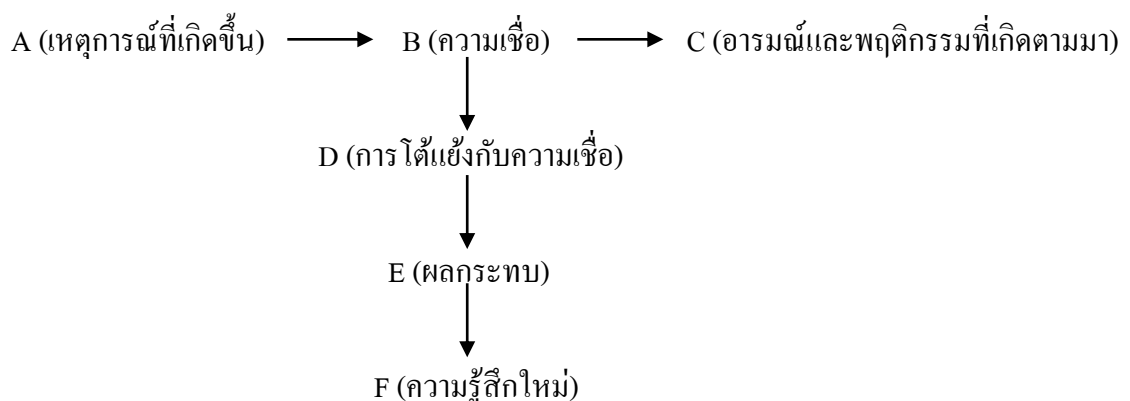 A (เหตุการณ์ที่เกิดขึ้น) B (ความเชื่อ) C (อารมณ์และพฤติกรรมที่เกิดตามมา)
D (การโต้แย้งกับความเชื่อ)
E (ผลกระทบ)
F (ความรู้สึกใหม่)